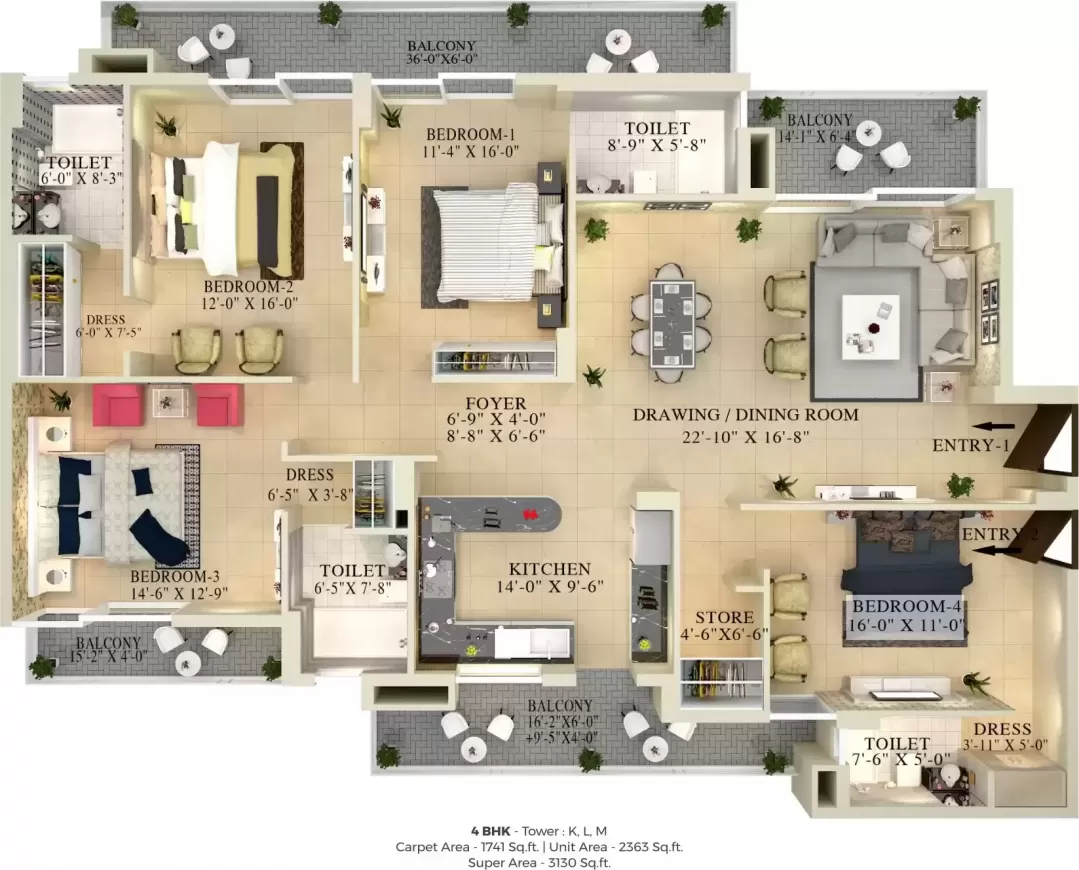 BALCONY
36'-0"X6'-0"
BEDROOM-1
11'-4" X 16'-0"
TOILET
8'-9" X 5'-8"
BALCONY
14'-1" X 6'-4"
TOILET
6'-0" X 8'-3"
BEDROOM-2
12'-0" X 16'-0"
DRESS
6'-0" X 7'-5"
FOYER
6'-9" X 4'-0"
8'-8" X 6'-6"
DRAWING / DINING ROOM
22'-10" X 16'-8"
ENTRY-1
DRESS
6'-5" X 3'-8"
ENTRY-2
BEDROOM-3
14'-6" X 12'-9"
TOILET
6'-5"X 7'-8"
KITCHEN
14'-0" X 9'-6"
STORE
4'-6"X6'-6"
BEDROOM-4
16'-0" X 11'-0"
BALCONY
15'-2" X 4'-0"
BALCONY
16'-2"X6'-0"
+9'-5"X4'-0"
TOILET
7'-6" X 5'-0"
DRESS
3'-11" X 5'-0"
4 BHK - Tower : K, L, M
Carpet Area - 1741 Sq.ft. | Unit Area - 2363 Sq.ft.
Super Area - 3130 Sq.ft.